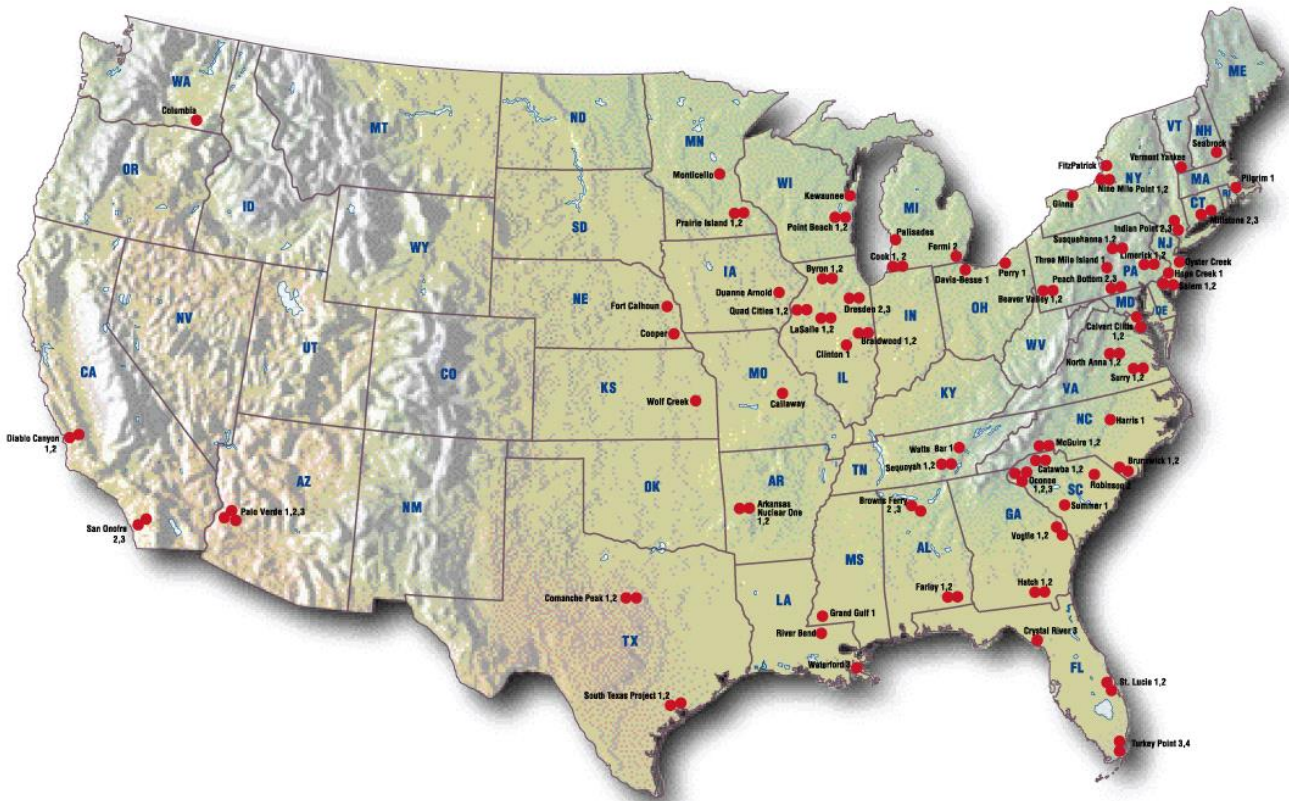 WA
Columbia
OR
ID
MT
WY
NV
UT
CO
CA
Diablo Canyon
1,2
San Onofre
2,3
AZ
Palo Verde 1,2,3
NM
ND
SD
NE
Fort Calhoun
Cooper
KS
Wolf Creek
OK
TX
Comanche Peak 1,2
South Texas Project 1,2
MN
Monticello
Prairie Island 1,2
IA
Duanne Arnold
MO
Callaway
AR
Arkansas
Nuclear One
1,2
LA
River Bend
Waterford 3
WI
Kewaunee
Point Beach 1,2
MI
Palisades
Fermi 2
Cook 1, 2
Byron 1,2
Quad Cities 1,2
Dresden 2,3
LaSalle 1,2
Braidwood 1,2
Clinton 1
IL
IN
OH
Davis-Besse 1
Perry 1
KY
TN
Watts Bar 1
Sequoyah 1,2
MS
Grand Gulf 1
AL
Browns Ferry
2 ,3
Farley 1,2
GA
Hatch 1,2
Vogtle 1,2
FL
Crystal River 3
St. Lucie 1,2
Turkey Point 3,4
SC
Oconee
1,2,3
Catawba 1,2
Robinson 2
Summer 1
NC
McGuire 1,2
Harris 1
Brunswick 1,2
VA
North Anna 1,2
Surry 1,2
WV
MD
Calvert Cliffs
1,2
DE
PA
Beaver Valley 1,2
Susquehanna 1,2
Three Mile Island 1
Peach Bottom 2,3
Limerick 1,2
NJ
Oyster Creek
Hope Creek 1
Salem 1,2
NY
FitzPatrick
Nine Mile Point 1,2
Ginna
Indian Point 2,3
CT
Millstone 2,3
RI
MA
Pilgrim 1
VT
Vermont Yankee
NH
Seabrook
ME